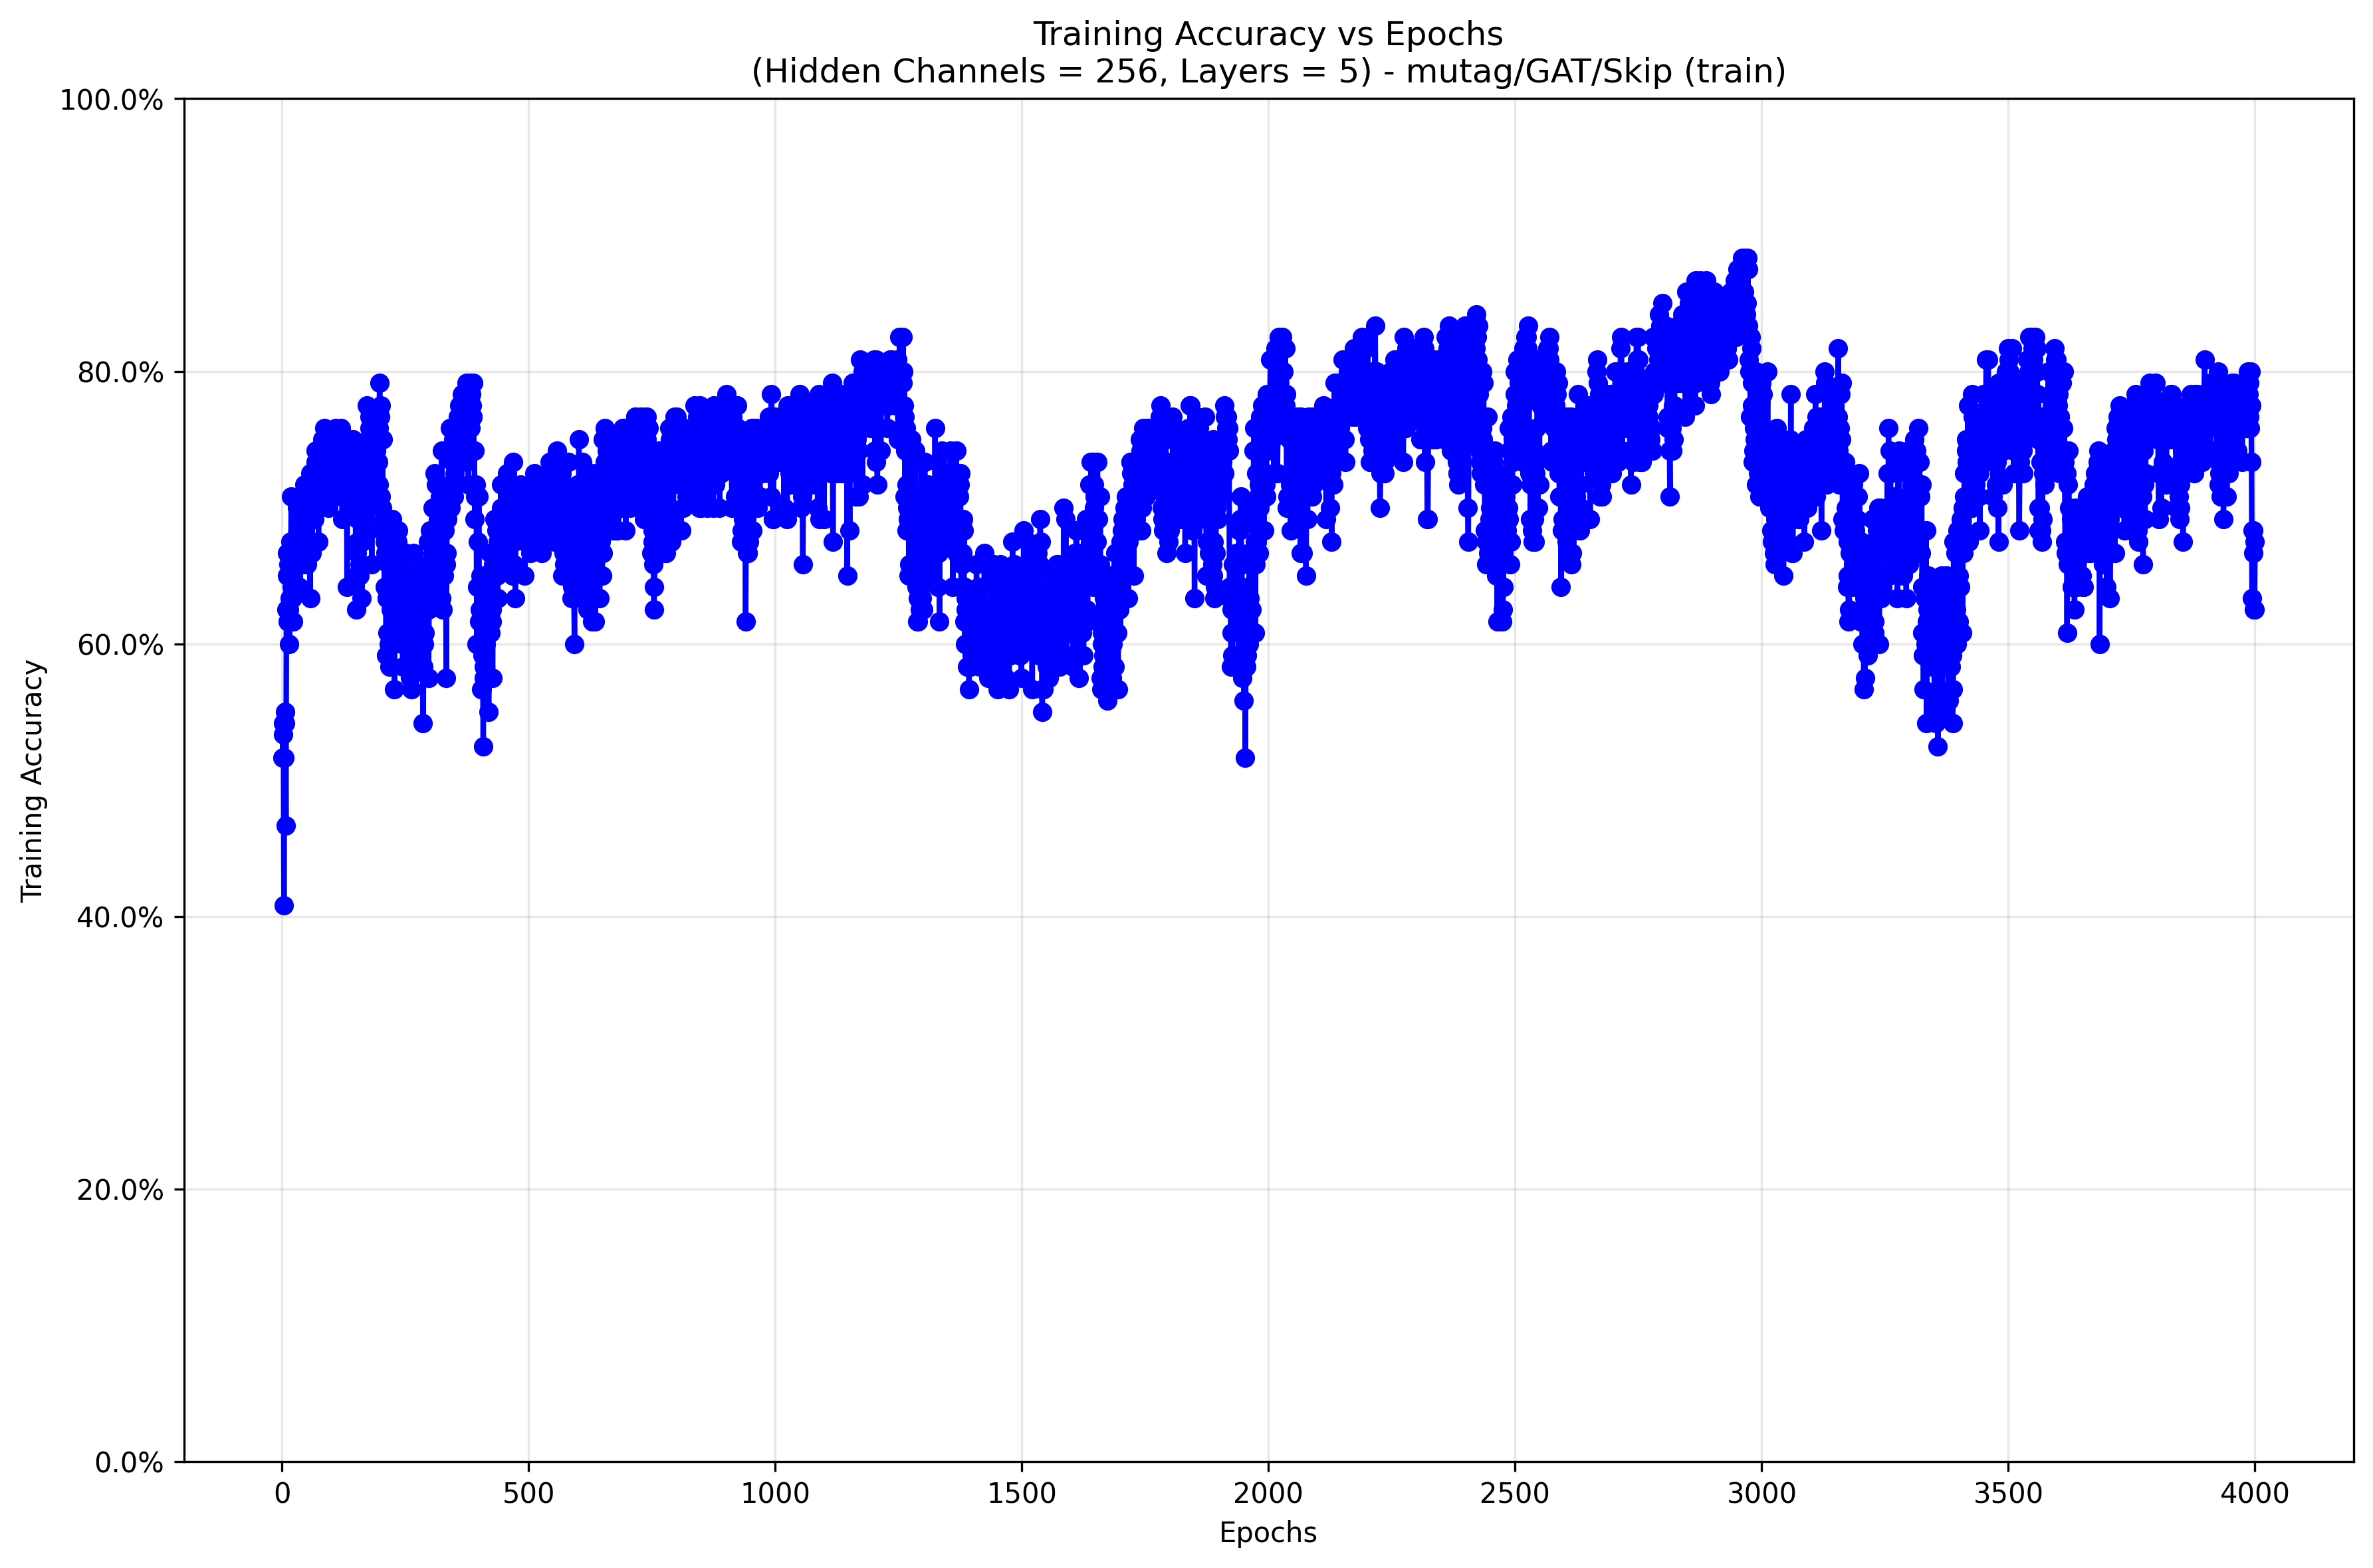 Training Accuracy vs Epochs
(Hidden Channels = 256, Layers = 5) - mutag/GAT/Skip (train)
100.0%
80.0%
60.0%
40.0%
20.0%
0.0%
Training Accuracy
0 500 1000 1500 2000 2500 3000 3500 4000
Epochs